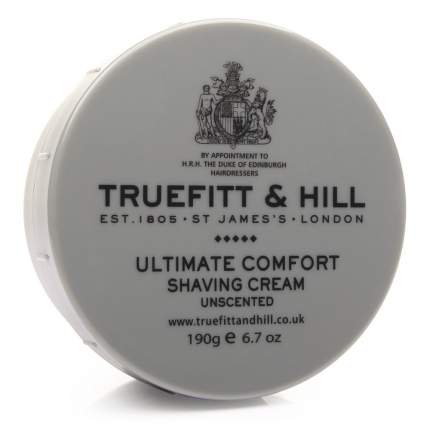 BY APPOINTMENT TO
H.R.H. THE DUKE OF EDINBURGH
HAIRDRESSERS
TRUEFITT & HILL
EST. 1805 • ST JAMES'S • LONDON
ULTIMATE COMFORT
SHAVING CREAM
UNSCENTED
www.truefittandhill.co.uk
190g e 6.7 oz